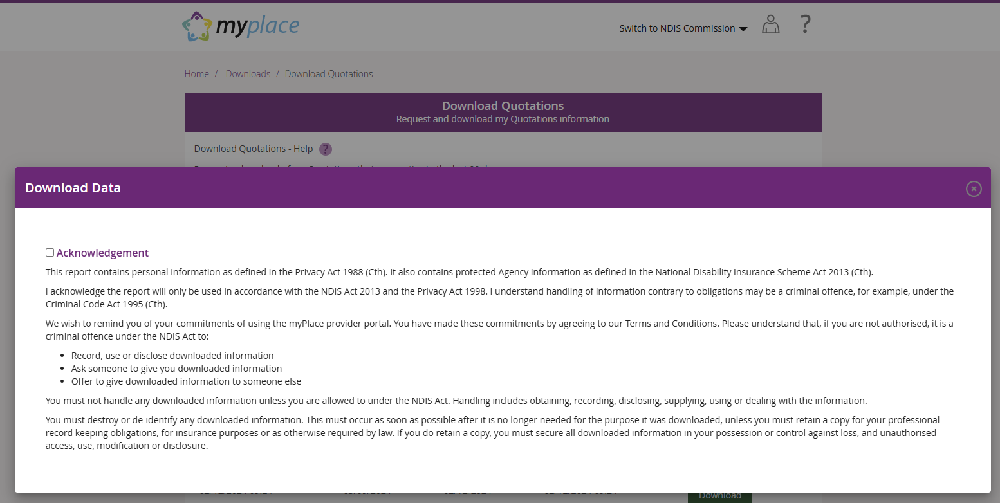 myplace
Switch to NDIS Commission
?
Home / Downloads / Download Quotations
Download Quotations
Request and download my Quotations information
Download Quotations - Help ?
Download Data
Acknowledgement
This report contains personal information as defined in the Privacy Act 1988 (Cth). It also contains protected Agency information as defined in the National Disability Insurance Scheme Act 2013 (Cth).
I acknowledge the report will only be used in accordance with the NDIS Act 2013 and the Privacy Act 1998. I understand handling of information contrary to obligations may be a criminal offence, for example, under the
Criminal Code Act 1995 (Cth).
We wish to remind you of your commitments of using the myPlace provider portal. You have made these commitments by agreeing to our Terms and Conditions. Please understand that, if you are not authorised, it is a
criminal offence under the NDIS Act to:
• Record, use or disclose downloaded information
• Ask someone to give you downloaded information
• Offer to give downloaded information to someone else
You must not handle any downloaded information unless you are allowed to under the NDIS Act. Handling includes obtaining, recording, disclosing, supplying, using or dealing with the information.
You must destroy or de-identify any downloaded information. This must occur as soon as possible after it is no longer needed for the purpose it was downloaded, unless you must retain a copy for your professional
record keeping obligations, for insurance purposes or as otherwise required by law. If you do retain a copy, you must secure all downloaded information in your possession or control against loss, and unauthorised
access, use, modification or disclosure.
Download